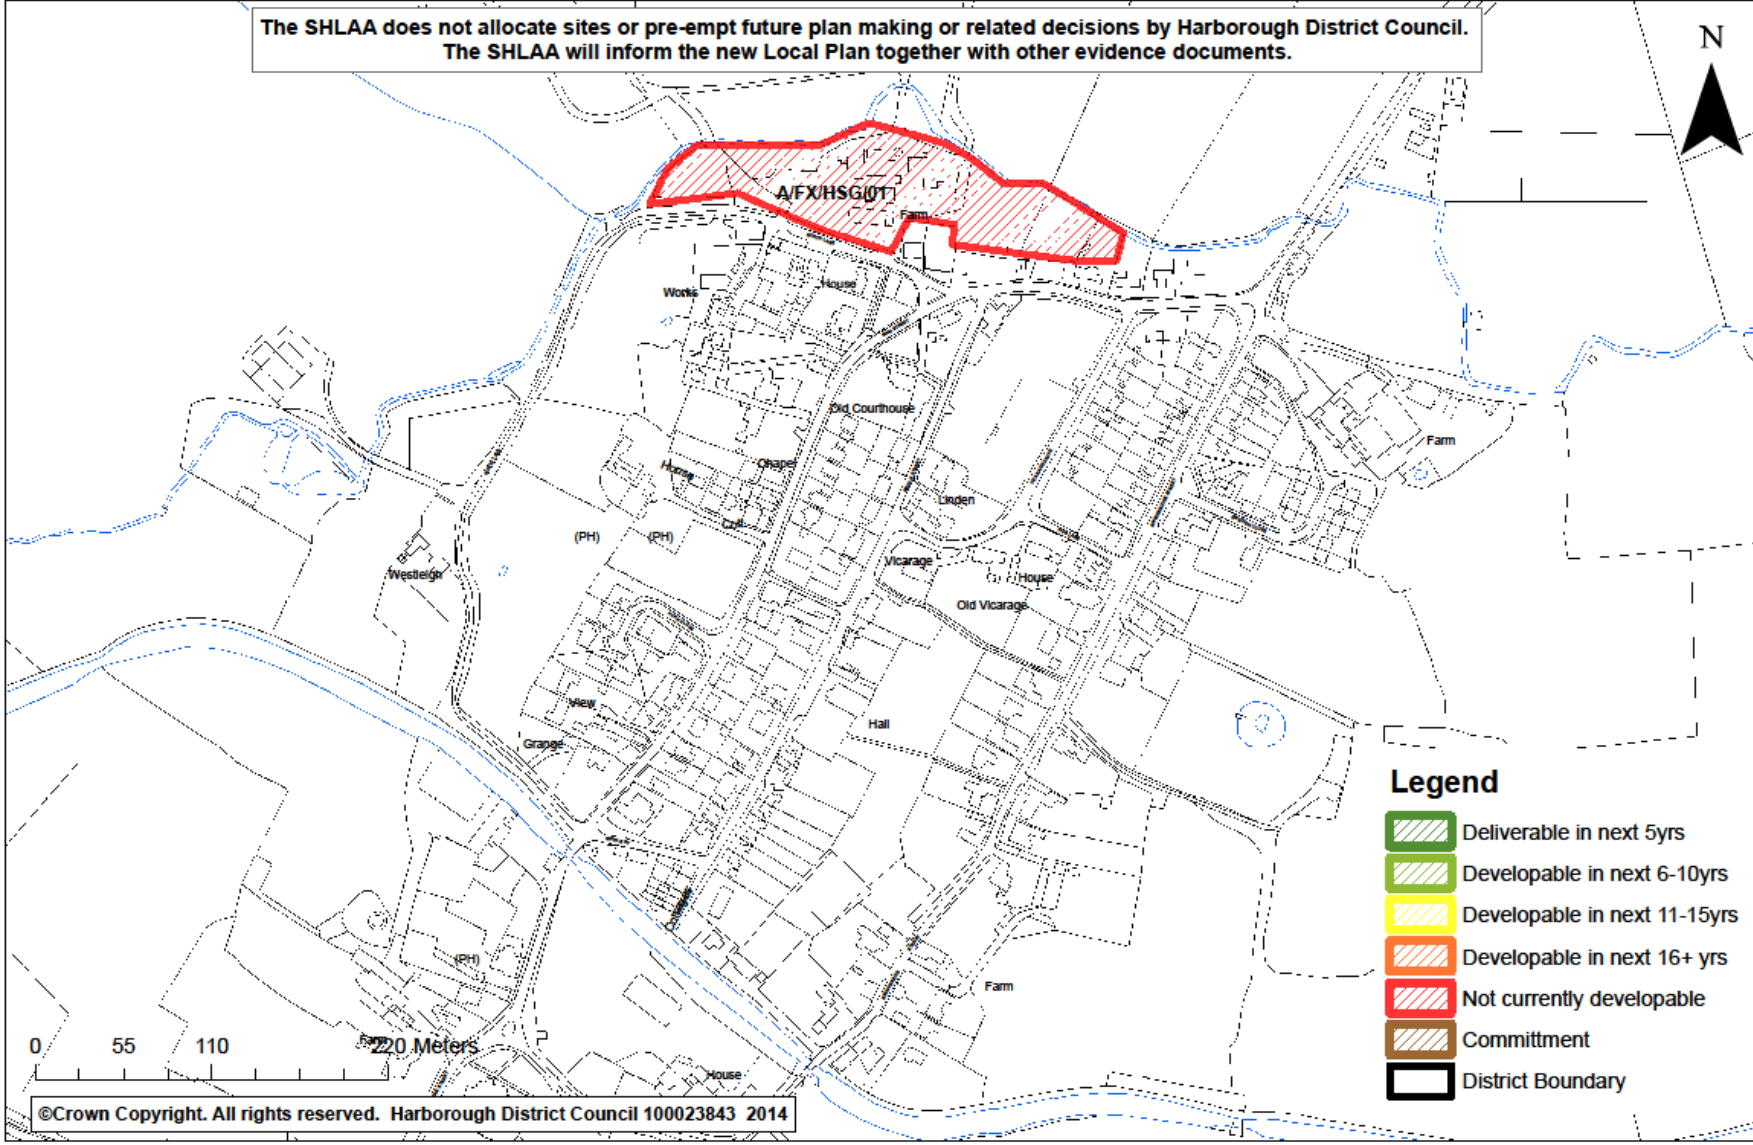 The SHLAA does not allocate sites or pre-empt future plan making or related decisions by Harborough District Council.
The SHLAA will inform the new Local Plan together with other evidence documents.
N
A/FX/HSG/01
Farm
House
Works
Old Courthouse
Farm
Chapel
House
Linden
Croft
(PH)
(PH)
Vicarage
Westleigh
House
Old Vicarage
View
Hall
Grange
(PH)
Farm
Farm
House
Legend
Deliverable in next 5yrs
Developable in next 6-10yrs
Developable in next 11-15yrs
Developable in next 16+ yrs
Not currently developable
Committment
District Boundary
0 55 110 220 Meters
©Crown Copyright. All rights reserved. Harborough District Council 100023843 2014